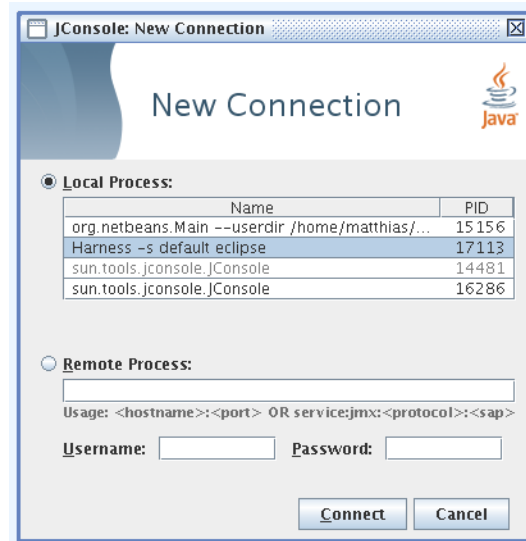 JConsole: New Connection
New Connection
Java
Local Process:
Name PID
org.netbeans.Main --userdir /home/matthias/... 15156
Harness -s default eclipse 17113
sun.tools.jconsole.JConsole 14481
sun.tools.jconsole.JConsole 16286
Remote Process:
Usage: <hostname>:<port> OR service:jmx:<protocol>:<sap>
Username: Password:
Connect Cancel